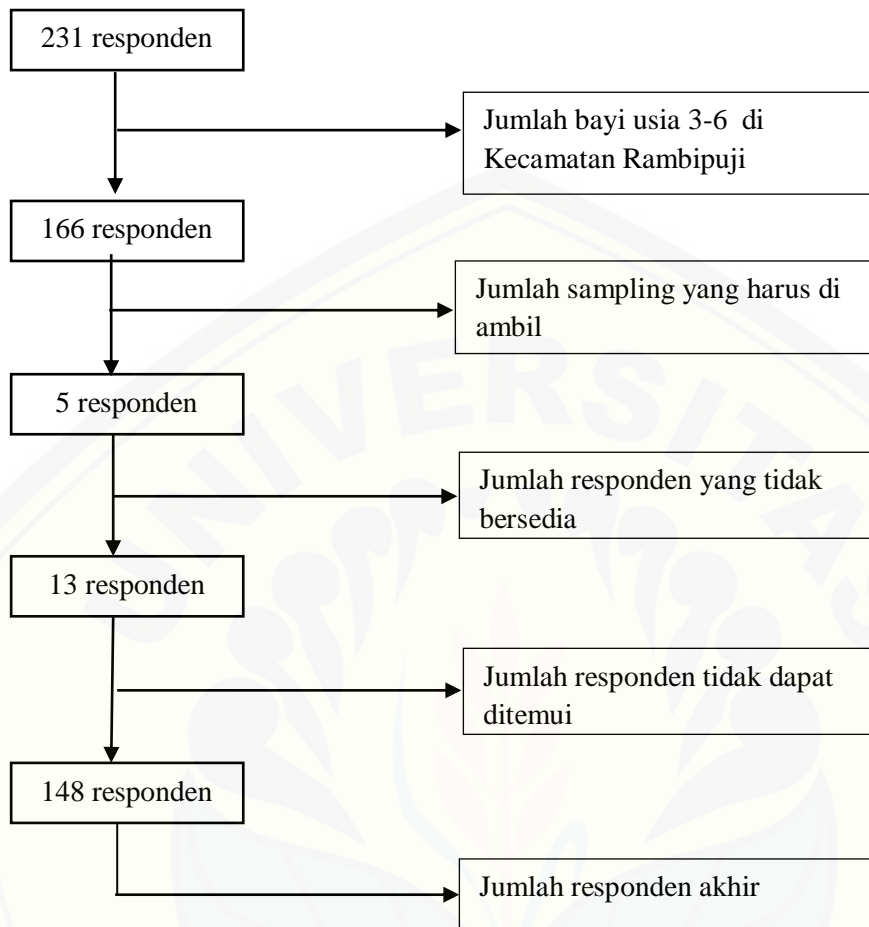 231 responden
Jumlah bayi usia 3-6 di
Kecamatan Rambipuji
166 responden
Jumlah sampling yang harus di
ambil
5 responden
Jumlah responden yang tidak
bersedia
13 responden
Jumlah responden tidak dapat
ditemui
148 responden
Jumlah responden akhir
UNIVERSITAS